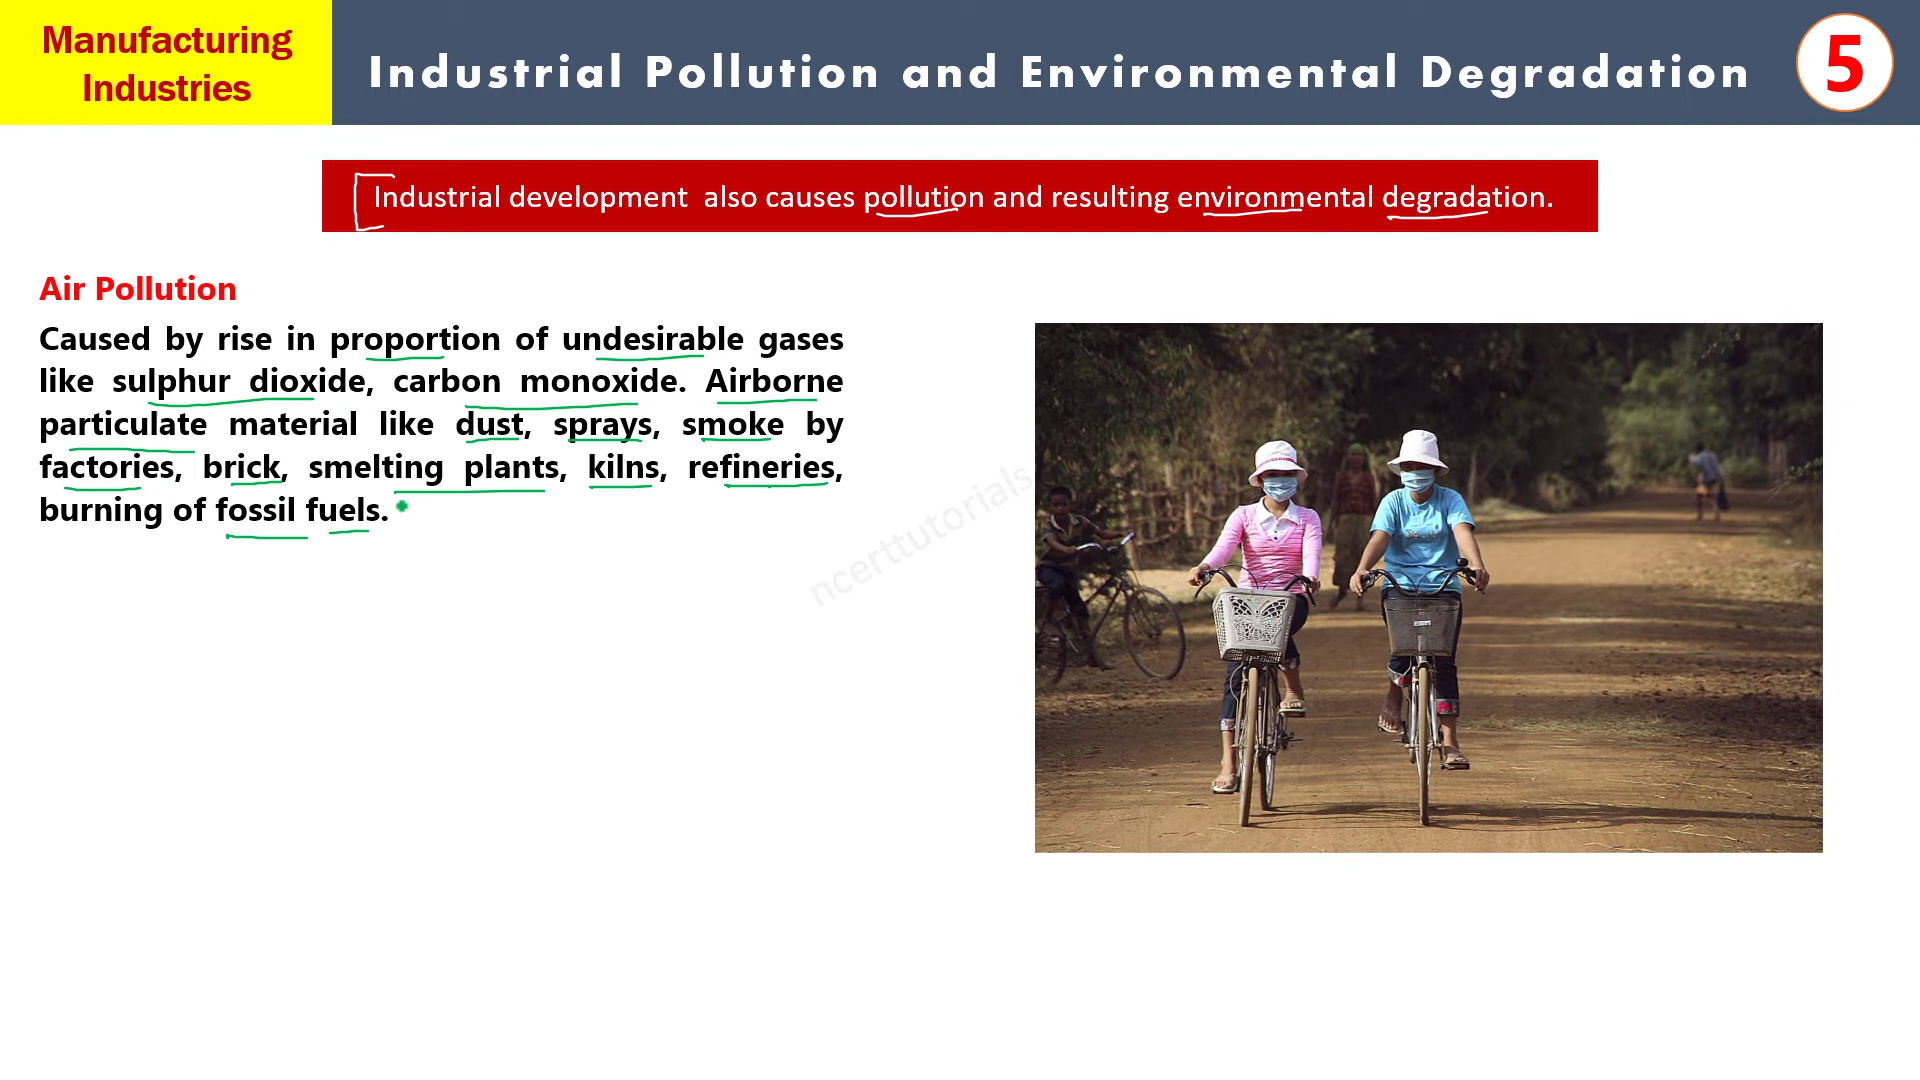 Manufacturing
Industries
Industrial Pollution and Environmental Degradation
5
Industrial development also causes pollution and resulting environmental degradation.
Air Pollution
Caused by rise in proportion of undesirable gases
like sulphur dioxide, carbon monoxide. Airborne
particulate material like dust, sprays, smoke by
factories, brick, smelting plants, kilns, refineries,
burning of fossil fuels.
ncerttutorials